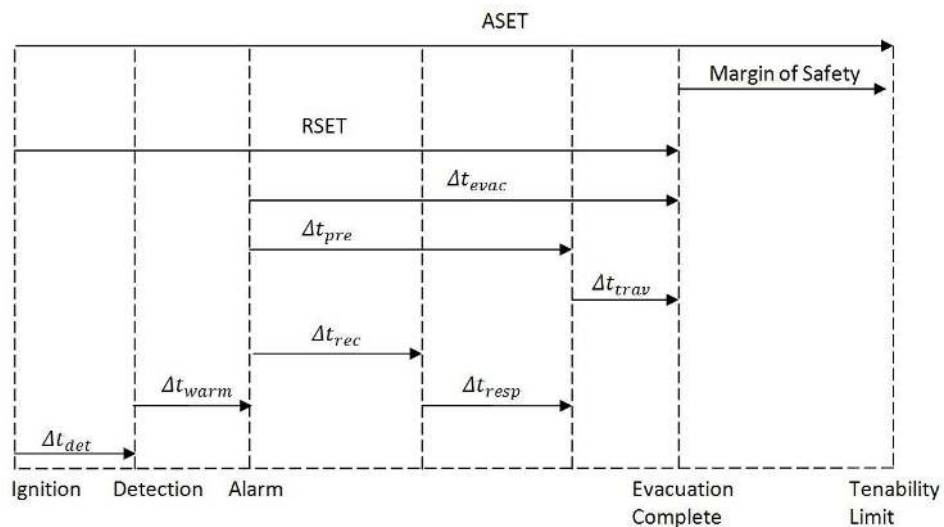 ASET
Margin of Safety
RSET
Δt_evac
Δt_pre
Δt_trav
Δt_rec
Δt_warm
Δt_resp
Δt_det
Ignition Detection Alarm Evacuation Tenability
Complete Limit